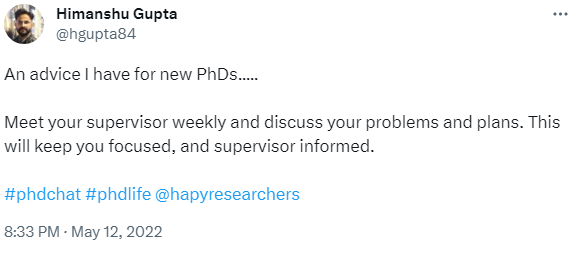 Himanshu Gupta
@hgupta84
An advice I have for new PhDs.....
Meet your supervisor weekly and discuss your problems and plans. This
will keep you focused, and supervisor informed.
#phdchat #phdlife @hapyresearchers
8:33 PM · May 12, 2022